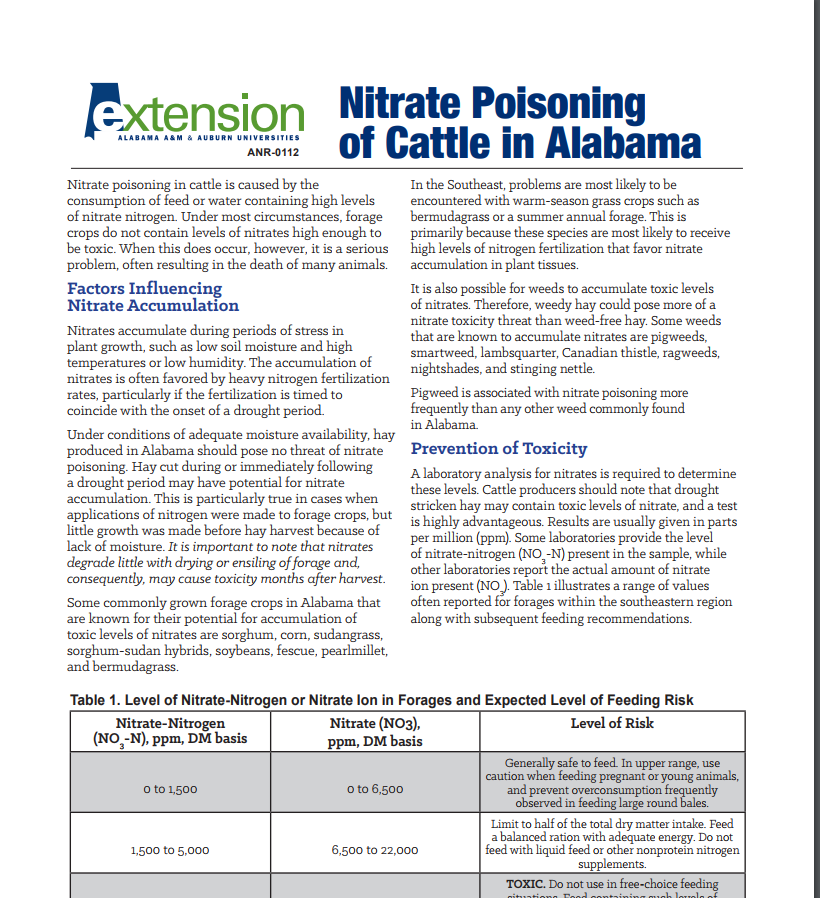 extension
ALABAMA A&M & AUBURN UNIVERSITIES
ANR-0112
Nitrate Poisoning
of Cattle in Alabama
Nitrate poisoning in cattle is caused by the
consumption of feed or water containing high levels
of nitrate nitrogen. Under most circumstances, forage
crops do not contain levels of nitrates high enough to
be toxic. When this does occur, however, it is a serious
problem, often resulting in the death of many animals.
Factors Influencing
Nitrate Accumulation
Nitrates accumulate during periods of stress in
plant growth, such as low soil moisture and high
temperatures or low humidity. The accumulation of
nitrates is often favored by heavy nitrogen fertilization
rates, particularly if the fertilization is timed to
coincide with the onset of a drought period.
Under conditions of adequate moisture availability, hay
produced in Alabama should pose no threat of nitrate
poisoning. Hay cut during or immediately following
a drought period may have potential for nitrate
accumulation. This is particularly true in cases when
applications of nitrogen were made to forage crops, but
little growth was made before hay harvest because of
lack of moisture. It is important to note that nitrates
degrade little with drying or ensiling of forage and,
consequently, may cause toxicity months after harvest.
Some commonly grown forage crops in Alabama that
are known for their potential for accumulation of
toxic levels of nitrates are sorghum, corn, sudangrass,
sorghum-sudan hybrids, soybeans, fescue, pearlmillet,
and bermudagrass.
In the Southeast, problems are most likely to be
encountered with warm-season grass crops such as
bermudagrass or a summer annual forage. This is
primarily because these species are most likely to receive
high levels of nitrogen fertilization that favor nitrate
accumulation in plant tissues.
It is also possible for weeds to accumulate toxic levels
of nitrates. Therefore, weedy hay could pose more of a
nitrate toxicity threat than weed-free hay. Some weeds
that are known to accumulate nitrates are pigweeds,
smartweed, lambsquarter, Canadian thistle, ragweeds,
nightshades, and stinging nettle.
Pigweed is associated with nitrate poisoning more
frequently than any other weed commonly found
in Alabama.
Prevention of Toxicity
A laboratory analysis for nitrates is required to determine
these levels. Cattle producers should note that drought
stricken hay may contain toxic levels of nitrate, and a test
is highly advantageous. Results are usually given in parts
per million (ppm). Some laboratories provide the level
of nitrate-nitrogen (NO3-N) present in the sample, while
other laboratories report the actual amount of nitrate
ion present (NO3). Table 1 illustrates a range of values
often reported for forages within the southeastern region
along with subsequent feeding recommendations.
Table 1. Level of Nitrate-Nitrogen or Nitrate Ion in Forages and Expected Level of Feeding Risk
Nitrate-Nitrogen
(NO3-N), ppm, DM basis
Nitrate (NO3),
ppm, DM basis
Level of Risk
0 to 1,500
0 to 6,500
Generally safe to feed. In upper range, use
caution when feeding pregnant or young animals,
and prevent overconsumption frequently
observed in feeding large round bales.
1,500 to 5,000
6,500 to 22,000
Limit to half of the total dry matter intake. Feed
a balanced ration with adequate energy. Do not
feed with liquid feed or other nonprotein nitrogen
supplements.
TOXIC. Do not use in free-choice feeding
situations. Feed containing such levels of